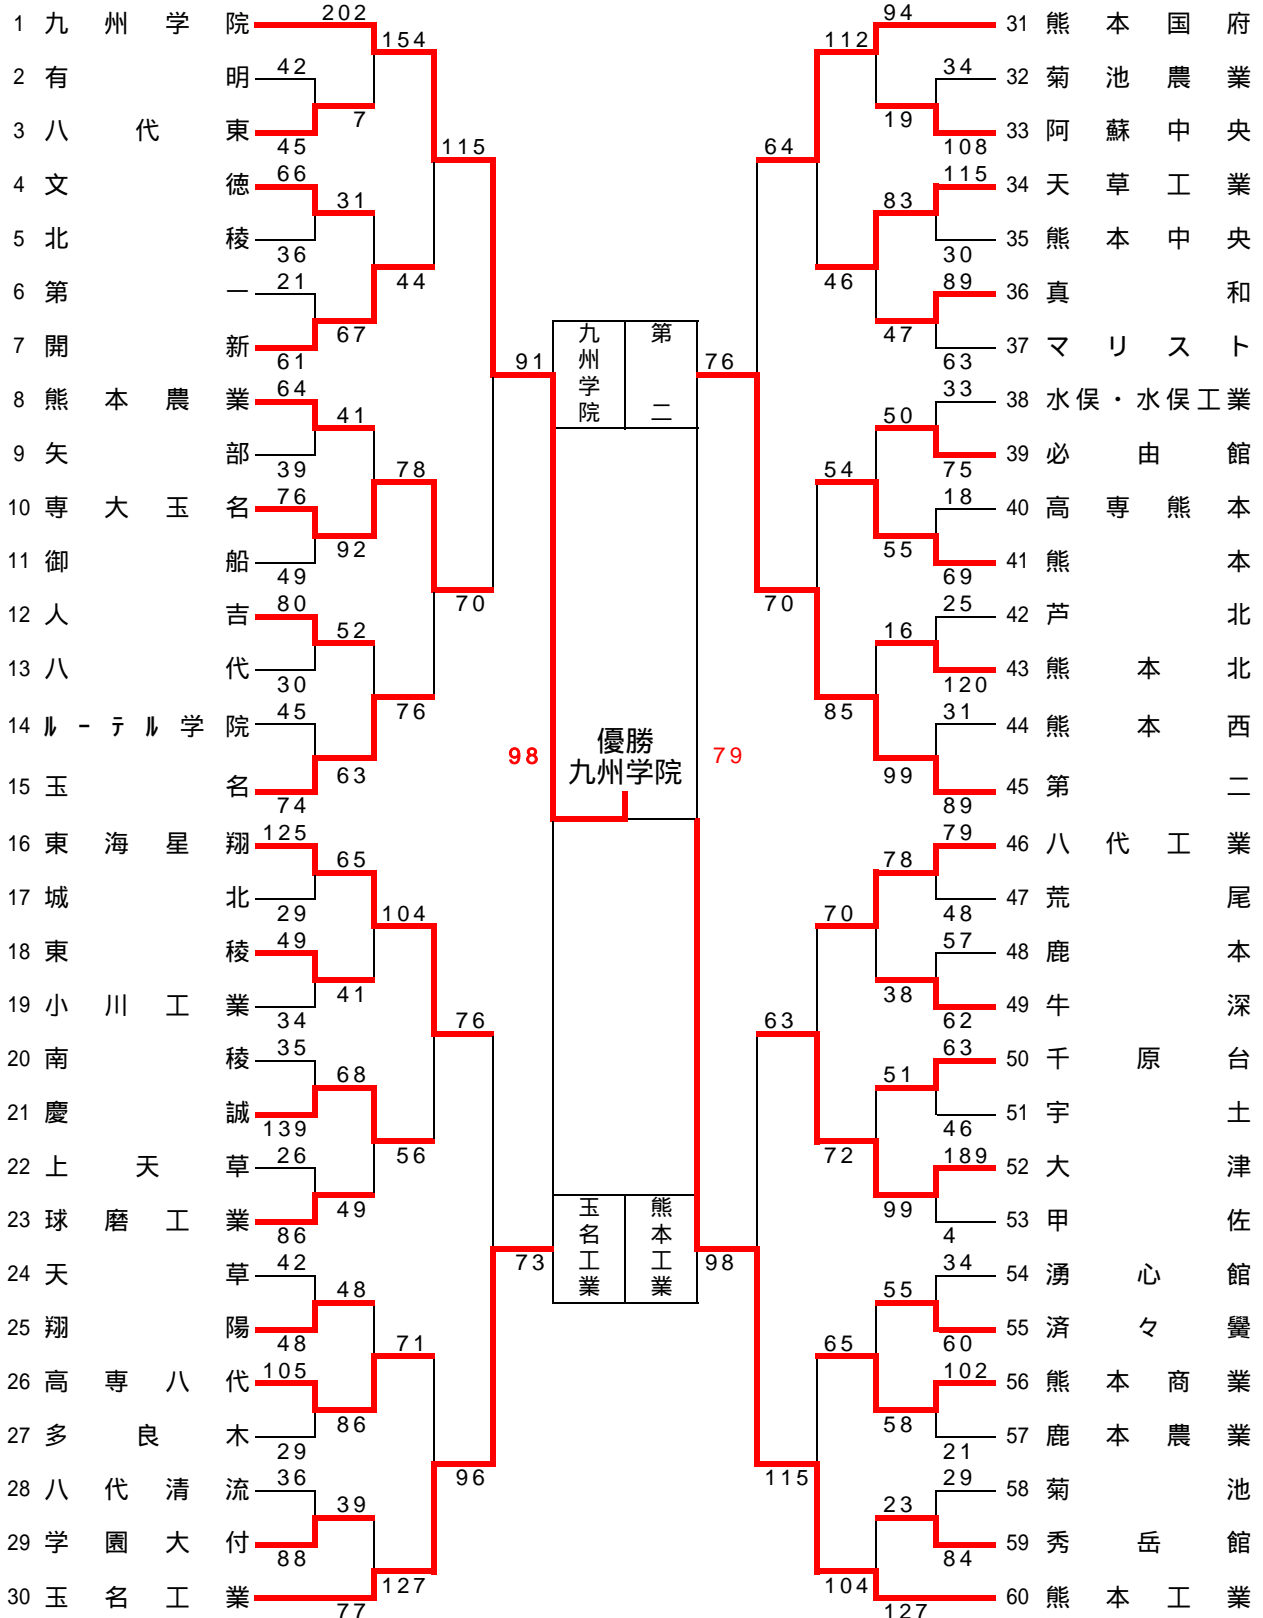 1 九州学院 202
154
2 有明 42
7
3 八代東 45
115
4 文徳 66
31
5 北稜 36
44
6 第一 21
67
7 開新 61
91
8 熊本農業 64
41
9 矢部 39
78
10 専大玉名 76
92
11 御船 49
70
12 人吉 80
52
13 八代 30
76
14 ルーテル学院 45
63
15 玉名 74
16 東海星翔 125
65
17 城北 29
104
18 東稜 49
41
19 小川工業 34
76
20 南稜 35
68
21 慶誠 139
56
22 上天草 26
49
23 球磨工業 86
73
24 天草 42
48
25 翔陽 48
71
26 高専八代 105
86
27 多良木 29
96
28 八代清流 36
39
29 学園大付 88
127
30 玉名工業 77
九州学院
第二
98
優勝
九州学院
79
玉名工業
熊本工業
94 31 熊本国府
112
34 32 菊池農業
19
108 33 阿蘇中央
64
115 34 天草工業
83
30 35 熊本中央
46
89 36 真和
47
63 37 マリスト
76
33 38 水俣・水俣工業
50
75 39 必由館
54
18 40 高専熊本
55
69 41 熊本
70
25 42 芦北
16
120 43 熊本北
85
31 44 熊本西
99
89 45 第二
79 46 八代工業
78
48 47 荒尾
70
57 48 鹿本
38
62 49 牛深
63
63 50 千原台
51
46 51 宇土
72
189 52 大津
99
4 53 甲佐
98
34 54 湧心館
55
60 55 済々黌
65
102 56 熊本商業
58
21 57 鹿本農業
115
29 58 菊池
23
84 59 秀岳館
104
127 60 熊本工業